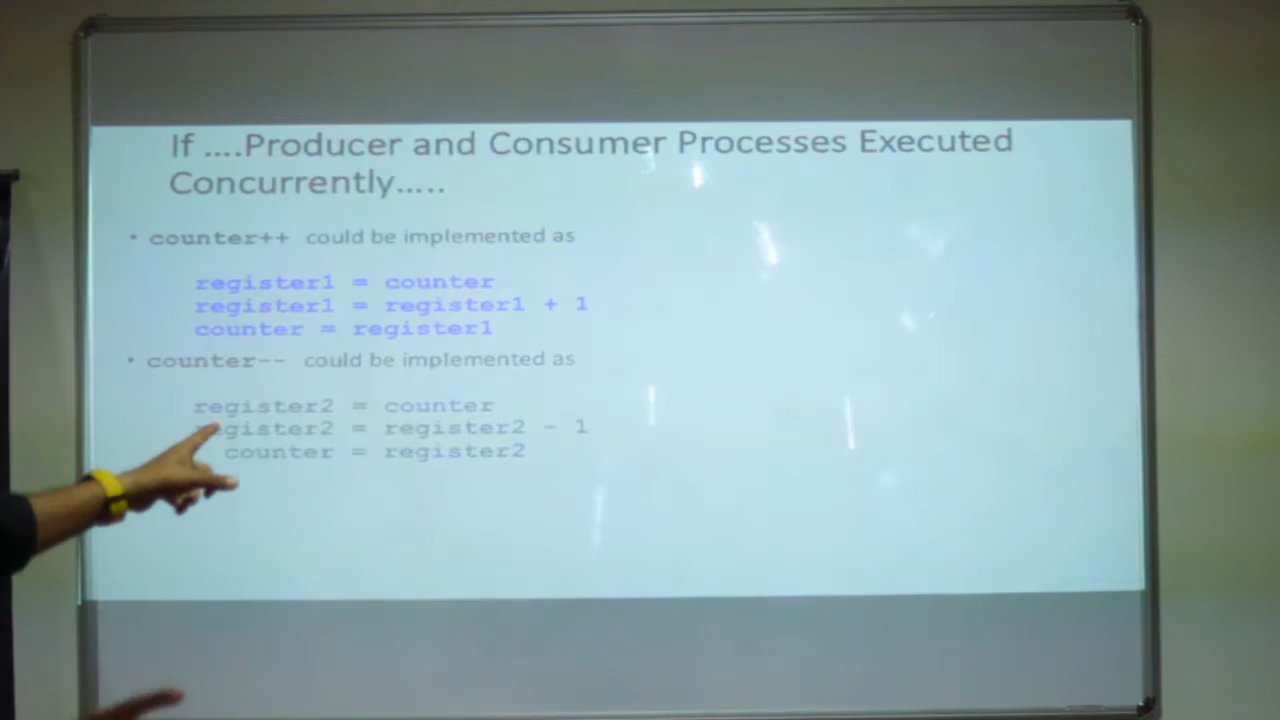 If ....Producer and Consumer Processes Executed
Concurrently.....
• counter++ could be implemented as
register1 = counter
register1 = register1 + 1
counter = register1
• counter-- could be implemented as
register2 = counter
register2 = register2 - 1
counter = register2